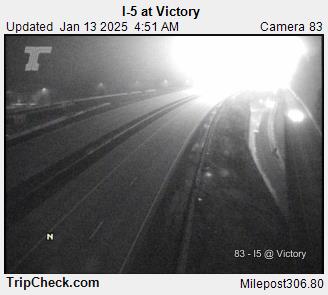 I-5 at Victory
Updated Jan 13 2025 4:51 AM Camera 83
T
N
83 - I5 @ Victory
TripCheck.com Milepost306.80